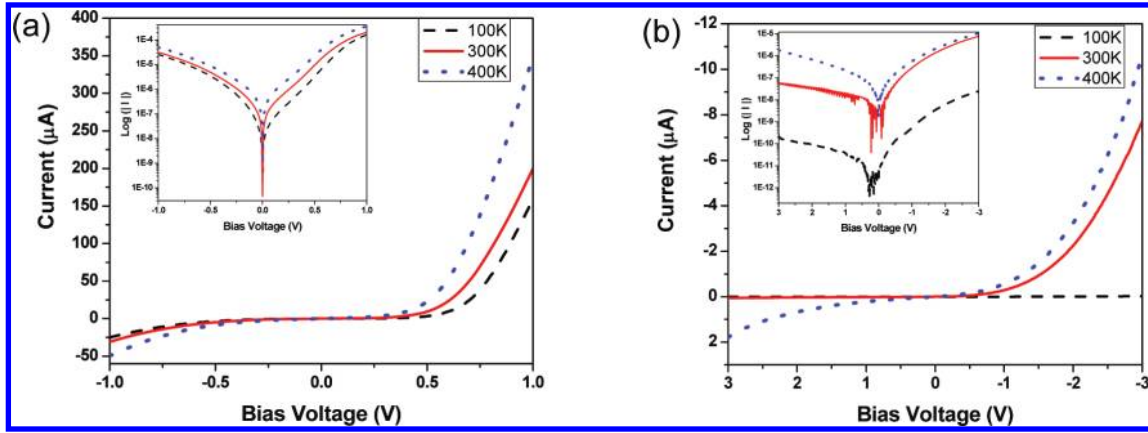 (a)
400
350
300
250
200
150
100
50
0
-50
Current (μA)
-1.0
-0.5
0.0
0.5
1.0
Bias Voltage (V)
100K
300K
400K
1E-4
1E-5
1E-6
1E-7
1E-8
1E-9
1E-10
Log (| I |)
-1.0
-0.5
0.0
0.5
1.0
Bias Voltage (V)
(b)
-12
-10
-8
-6
-4
-2
0
2
Current (μA)
3
2
1
0
-1
-2
-3
Bias Voltage (V)
100K
300K
400K
1E-5
1E-6
1E-7
1E-8
1E-9
1E-10
1E-11
1E-12
Log (| I |)
3
2
1
0
-1
-2
-3
Bias Voltage (V)